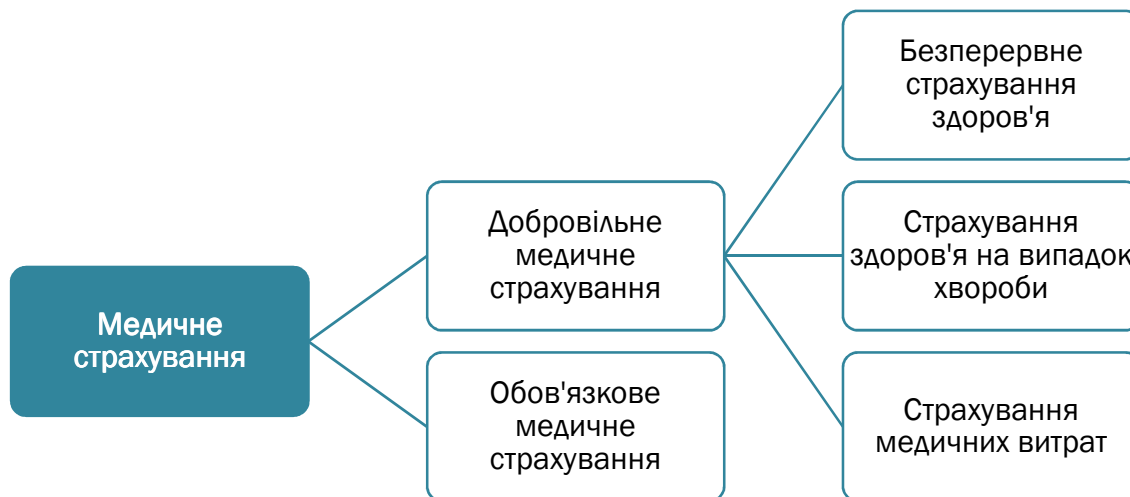 Медичне
страхування
Добровільне
медичне
страхування
Безперервне
страхування
здоров'я
Страхування
здоров'я на випадок
хвороби
Страхування
медичних витрат
Обов'язкове
медичне
страхування